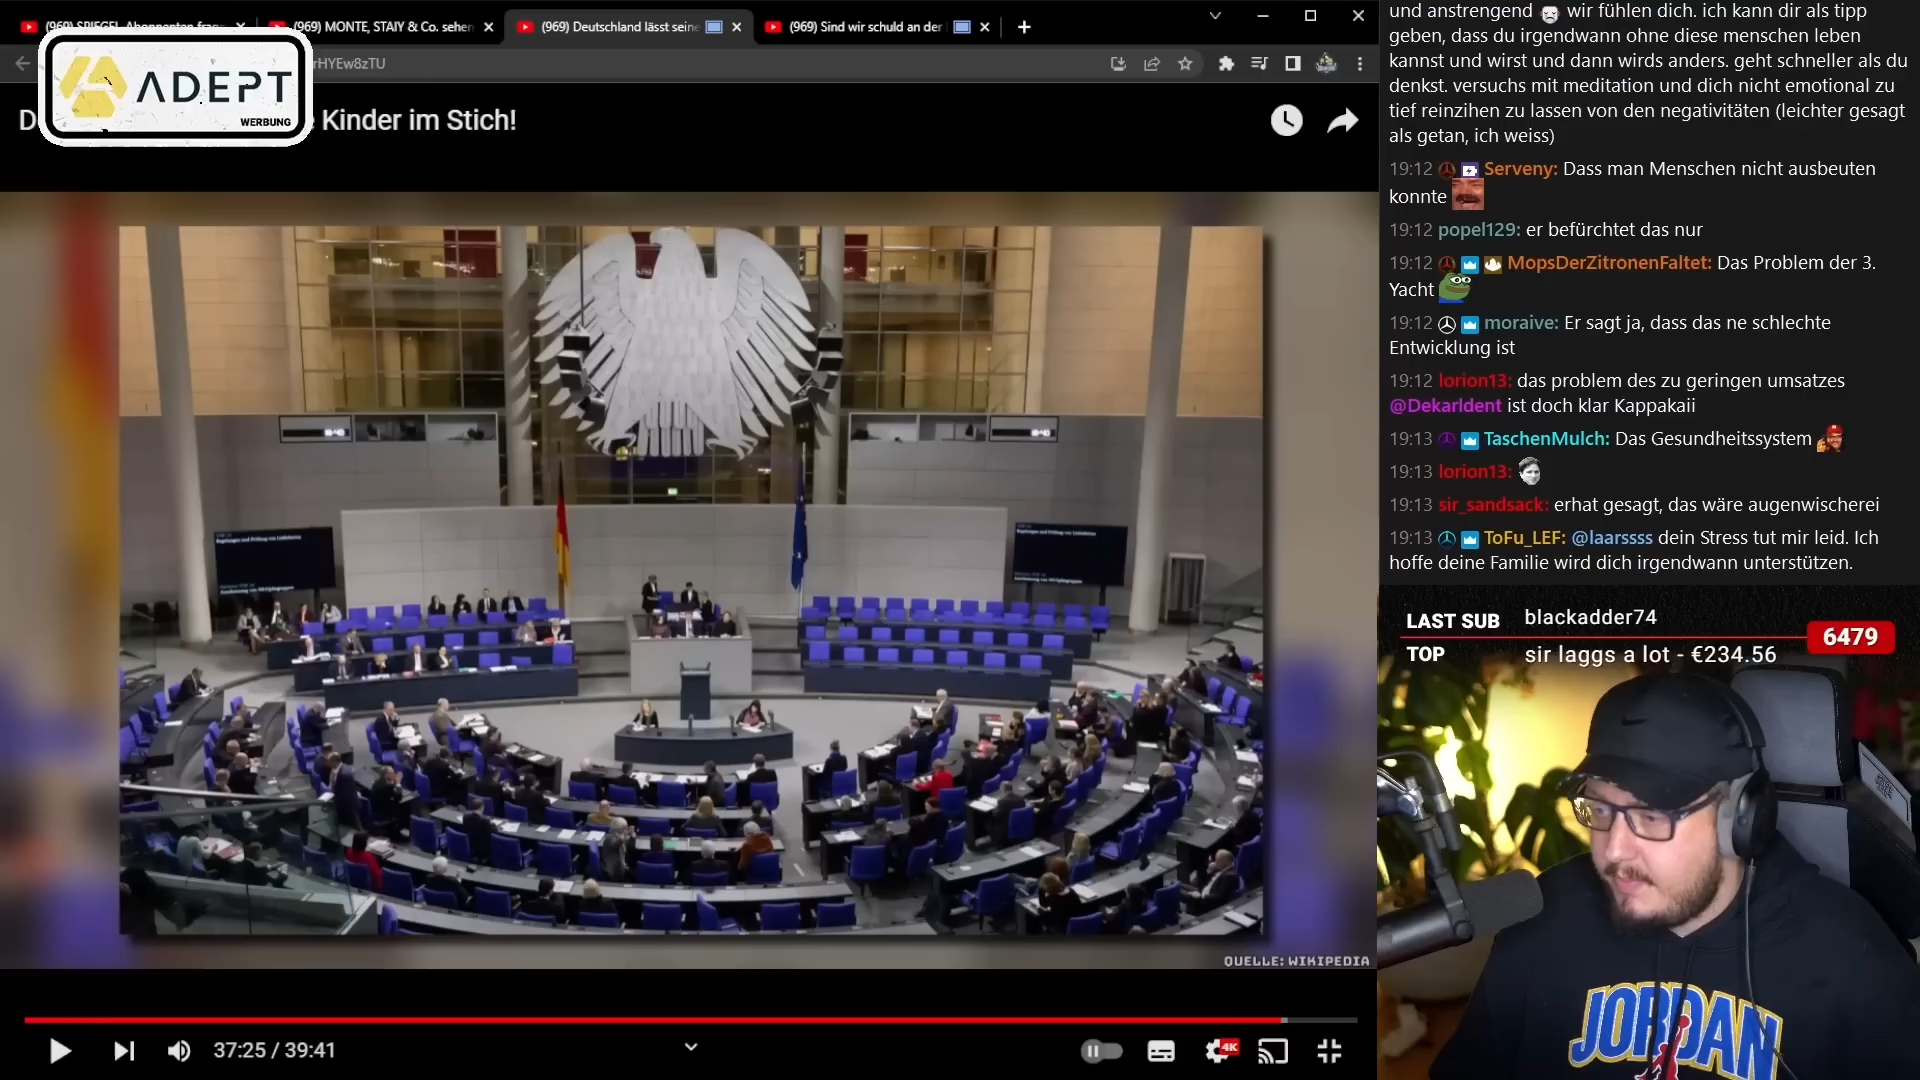 (969) SPIEGEL-Abonnenten frag
(969) MONTE, STAIY & Co. sehen
(969) Deutschland lässt seine
(969) Sind wir schuld an der
rHYEw8zTU
ADEPT
WERBUNG
Kinder im Stich!
QUELLE: WIKIPEDIA
37:25 / 39:41
4K
und anstrengend wir fühlen dich. ich kann dir als tipp
geben, dass du irgendwann ohne diese menschen leben
kannst und wirst und dann wirds anders. geht schneller als du
denkst. versuchs mit meditation und dich nicht emotional zu
tief reinzihen zu lassen von den negativitäten (leichter gesagt
als getan, ich weiss)
19:12 Serveny: Dass man Menschen nicht ausbeuten
konnte
19:12 popel129: er befürchtet das nur
19:12 MopsDerZitronenFaltet: Das Problem der 3.
Yacht
19:12 moraive: Er sagt ja, dass das ne schlechte
Entwicklung ist
19:12 lorion13: das problem des zu geringen umsatzes
@Dekarldent ist doch klar Kappakaii
19:13 TaschenMulch: Das Gesundheitssystem
19:13 lorion13:
19:13 sir_sandsack: erhat gesagt, das wäre augenwischerei
19:13 ToFu_LEF: @laarssss dein Stress tut mir leid. Ich
hoffe deine Familie wird dich irgendwann unterstützen.
LAST SUB blackadder74
6479
TOP sir laggs a lot - €234.56
JORDAN